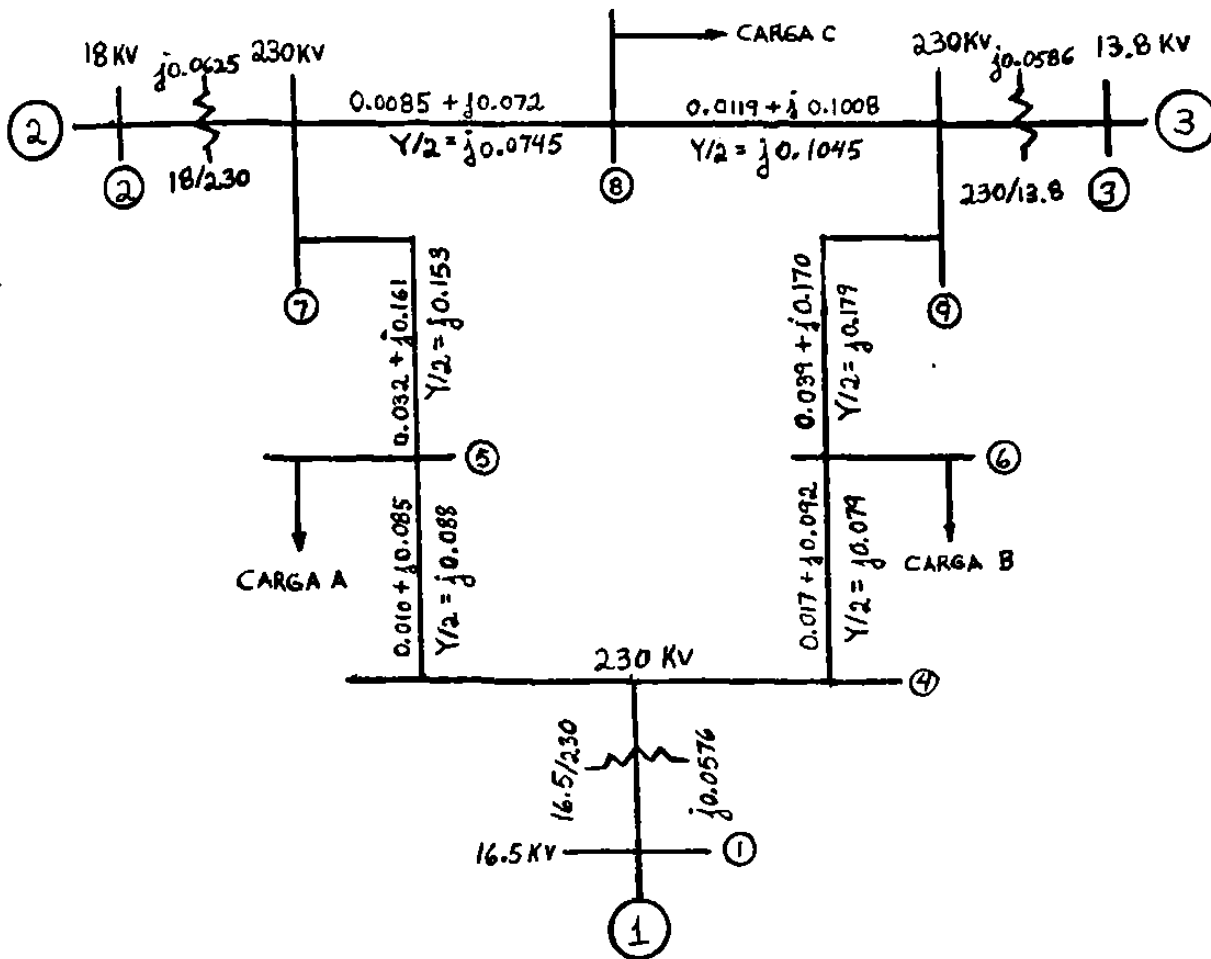 CARGA C
18 KV
j0.0625
230KV
230KV
j0.0586
13.8 KV
2
0.0085 + j0.072
0.0119 + j 0.1008
3
Y/2 = j0.0745
Y/2 = j0.1045
2
18/230
8
230/13.8
3
7
9
0.032 + j0.161
Y/2 = j0.153
0.039 + j0.170
Y/2 = j0.179
5
6
CARGA A
0.010 + j0.085
Y/2 = j0.088
0.017 + j0.092
Y/2 = j0.079
CARGA B
230 KV
4
16.5/230
j0.0576
16.5 KV
1
1